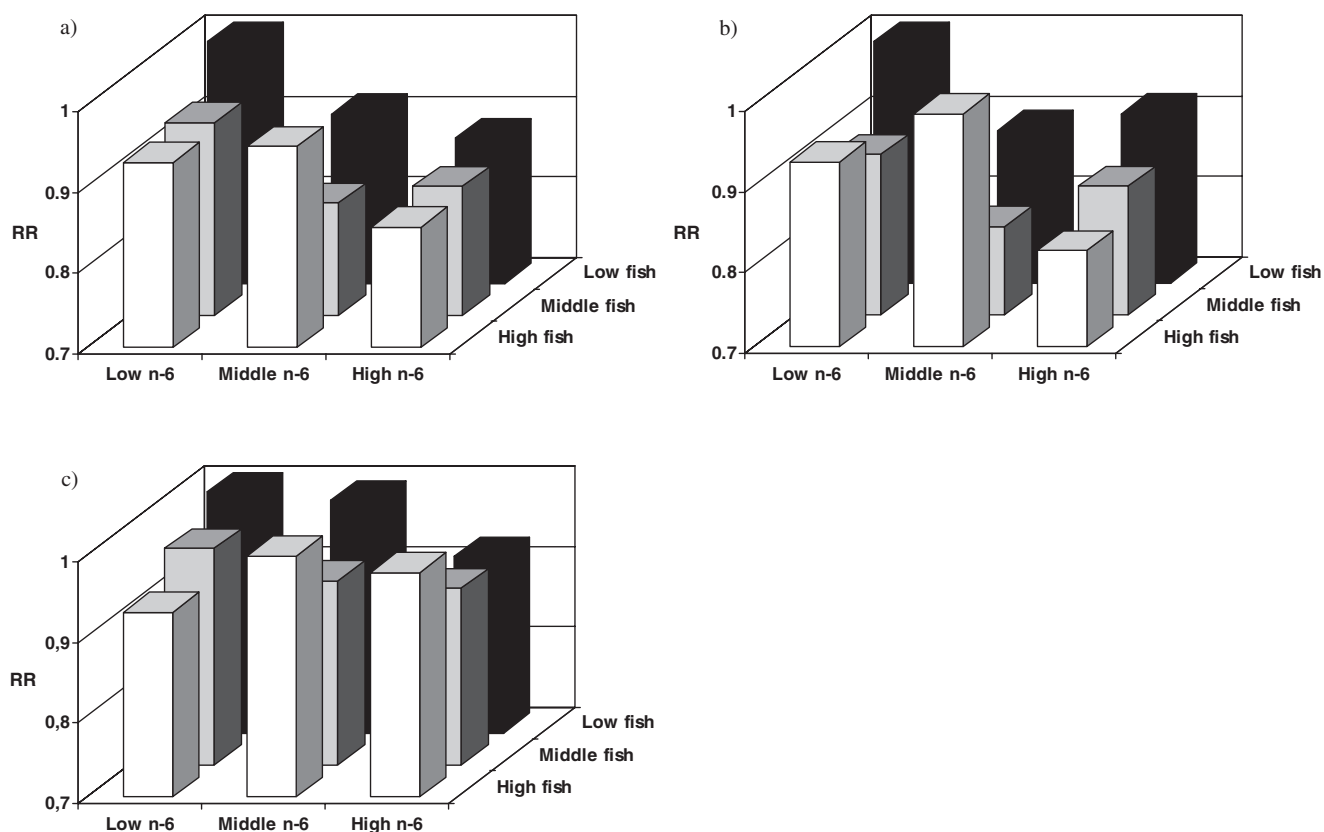 a)
1
0.9
0.8
0.7
RR
Low fish
Middle fish
High fish
Low n-6 Middle n-6 High n-6
b)
1
0.9
0.8
0.7
RR
Low fish
Middle fish
High fish
Low n-6 Middle n-6 High n-6
c)
1
0,9
0,8
0,7
RR
Low fish
Middle fish
High fish
Low n-6 Middle n-6 High n-6